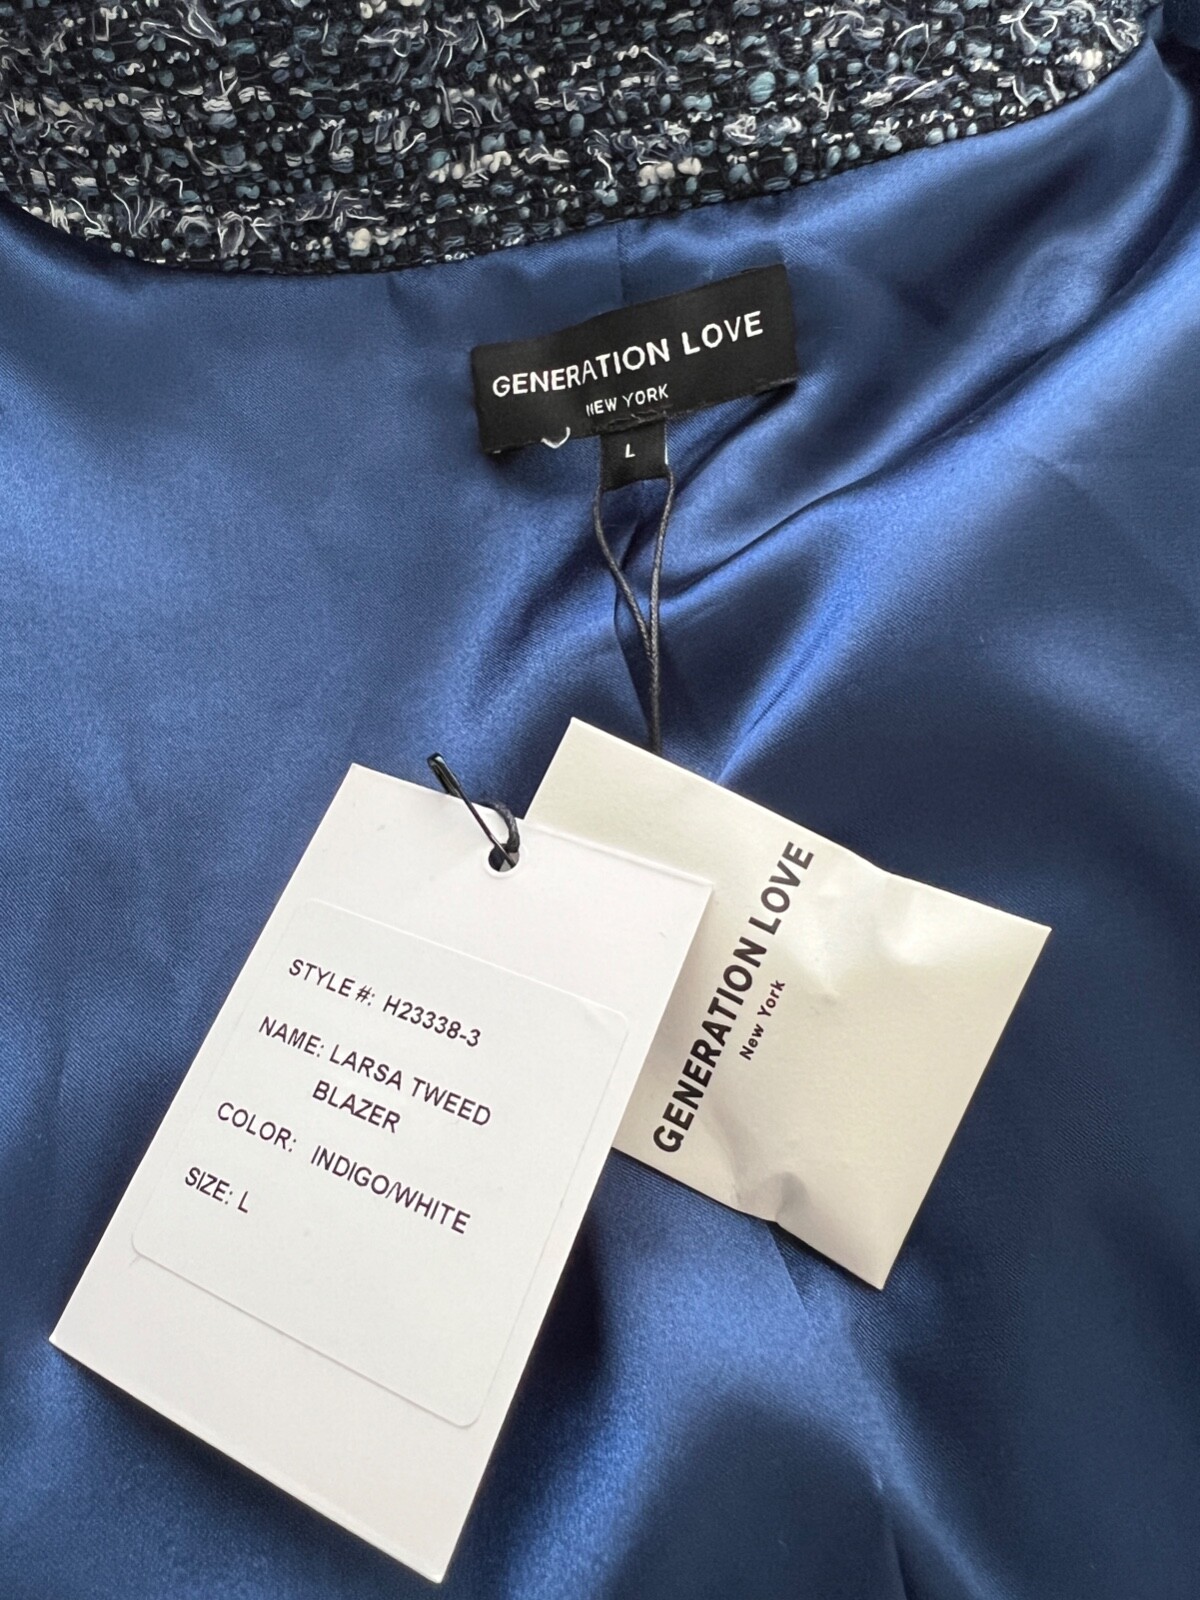 GENERATION LOVE
NEW YORK
L
GENERATION LOVE
New York
STYLE #: H23338-3
NAME: LARSA TWEED
BLAZER
COLOR: INDIGO/WHITE
SIZE: L